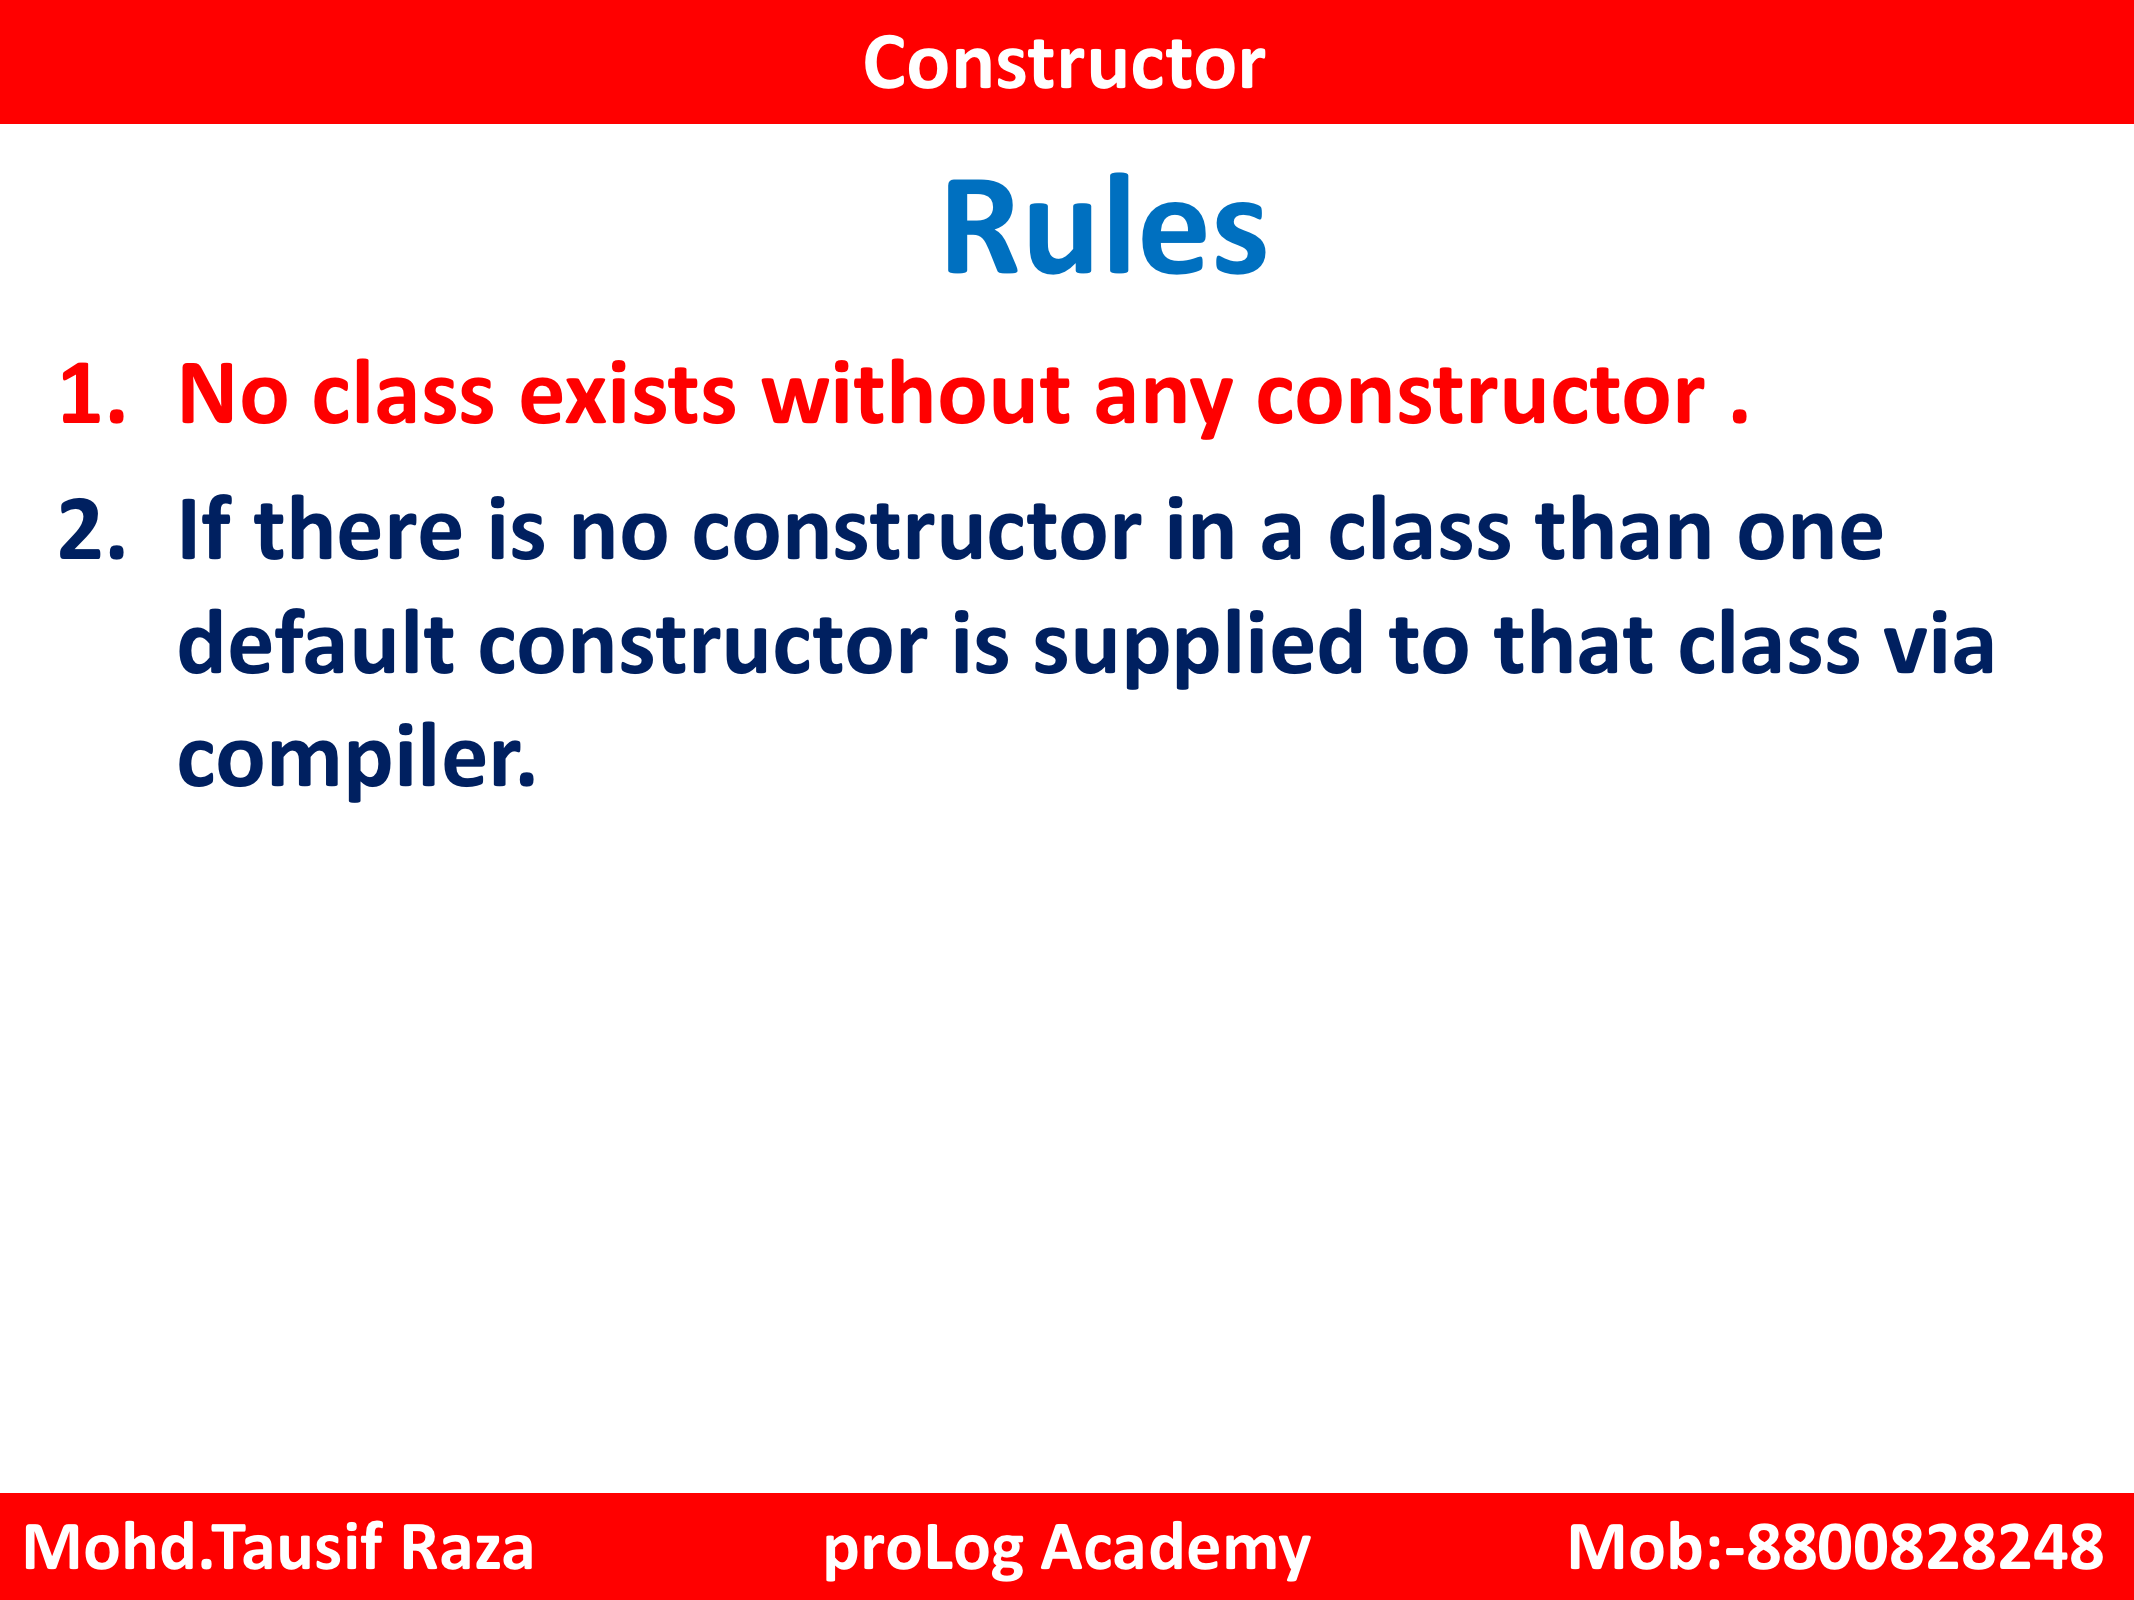 Constructor
Rules
1. No class exists without any constructor .
2. If there is no constructor in a class than one
default constructor is supplied to that class via
compiler.
Mohd.Tausif Raza proLog Academy Mob:-8800828248